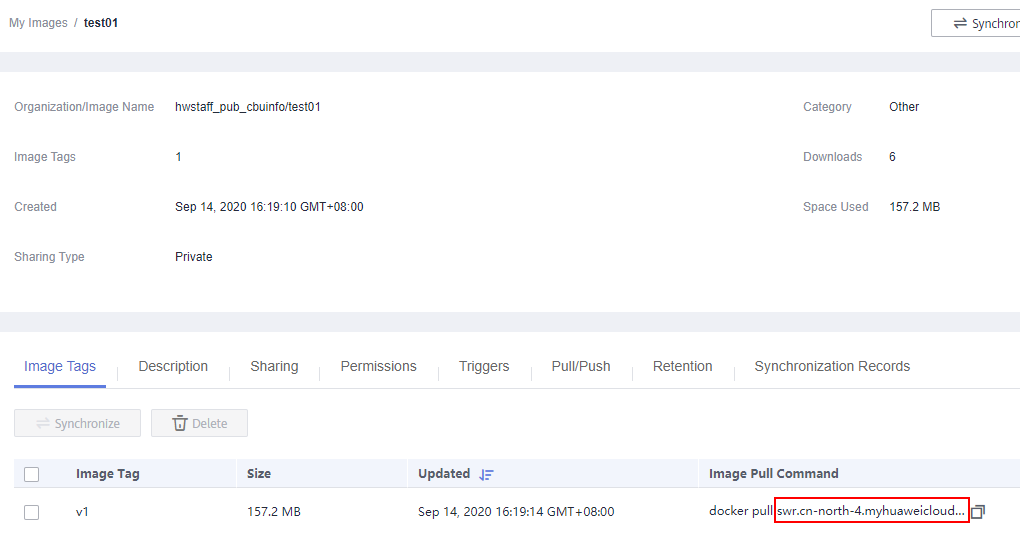 My Images / test01
Synchron
Organization/Image Name hwstaff_pub_cbuinfo/test01 Category Other
Image Tags 1 Downloads 6
Created Sep 14, 2020 16:19:10 GMT+08:00 Space Used 157.2 MB
Sharing Type Private
Image Tags Description Sharing Permissions Triggers Pull/Push Retention Synchronization Records
Synchronize Delete
Image Tag Size Updated Image Pull Command
v1 157.2 MB Sep 14, 2020 16:19:14 GMT+08:00 docker pull swr.cn-north-4.myhuaweicloud...